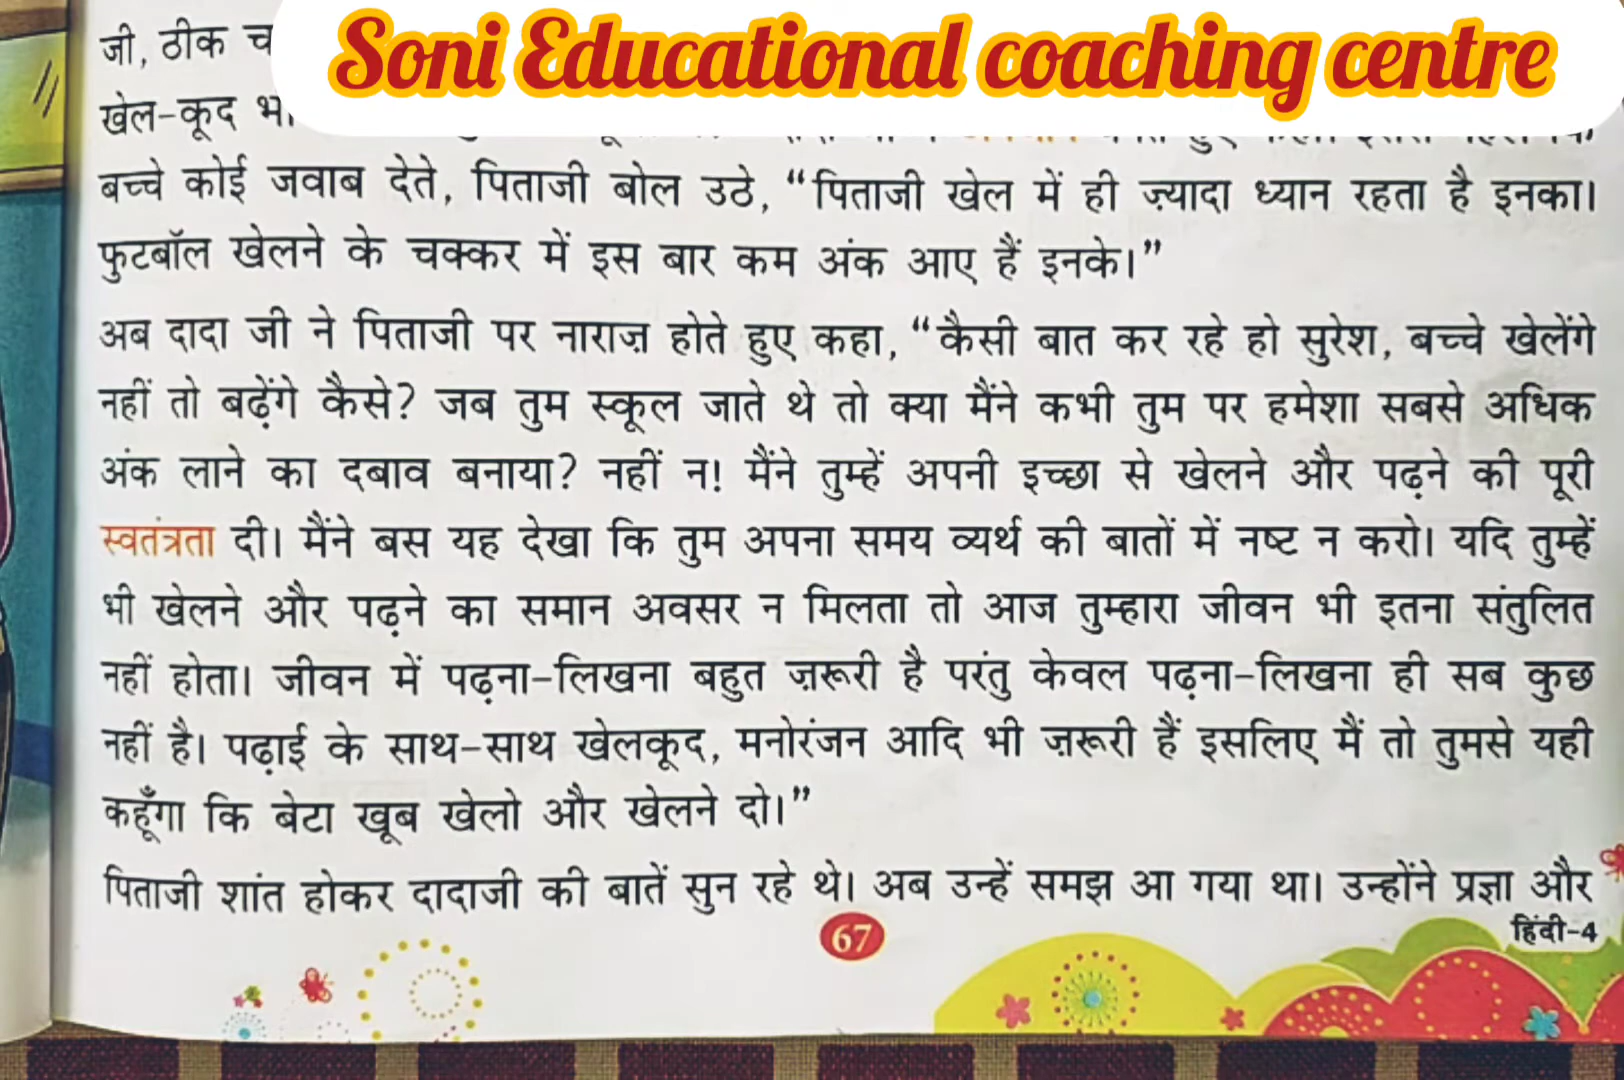 Soni Educational coaching centre
जी, ठीक
खेल-कूद
बच्चे कोई जवाब देते, पिताजी बोल उठे, “पिताजी खेल में ही ज़्यादा ध्यान रहता है इनका।
फुटबॉल खेलने के चक्कर में इस बार कम अंक आए हैं इनके।”
अब दादा जी ने पिताजी पर नाराज़ होते हुए कहा, “कैसी बात कर रहे हो सुरेश, बच्चे खेलेंगे
नहीं तो बढ़ेंगे कैसे? जब तुम स्कूल जाते थे तो क्या मैंने कभी तुम पर हमेशा सबसे अधिक
अंक लाने का दबाव बनाया? नहीं न! मैंने तुम्हें अपनी इच्छा से खेलने और पढ़ने की पूरी
स्वतंत्रता दी। मैंने बस यह देखा कि तुम अपना समय व्यर्थ की बातों में नष्ट न करो। यदि तुम्हें
भी खेलने और पढ़ने का समान अवसर न मिलता तो आज तुम्हारा जीवन भी इतना संतुलित
नहीं होता। जीवन में पढ़ना-लिखना बहुत ज़रूरी है परंतु केवल पढ़ना-लिखना ही सब कुछ
नहीं है। पढ़ाई के साथ-साथ खेलकूद, मनोरंजन आदि भी ज़रूरी हैं इसलिए मैं तो तुमसे यही
कहूँगा कि बेटा खूब खेलो और खेलने दो।”
पिताजी शांत होकर दादाजी की बातें सुन रहे थे। अब उन्हें समझ आ गया था। उन्होंने प्रज्ञा और
67
हिंदी-4